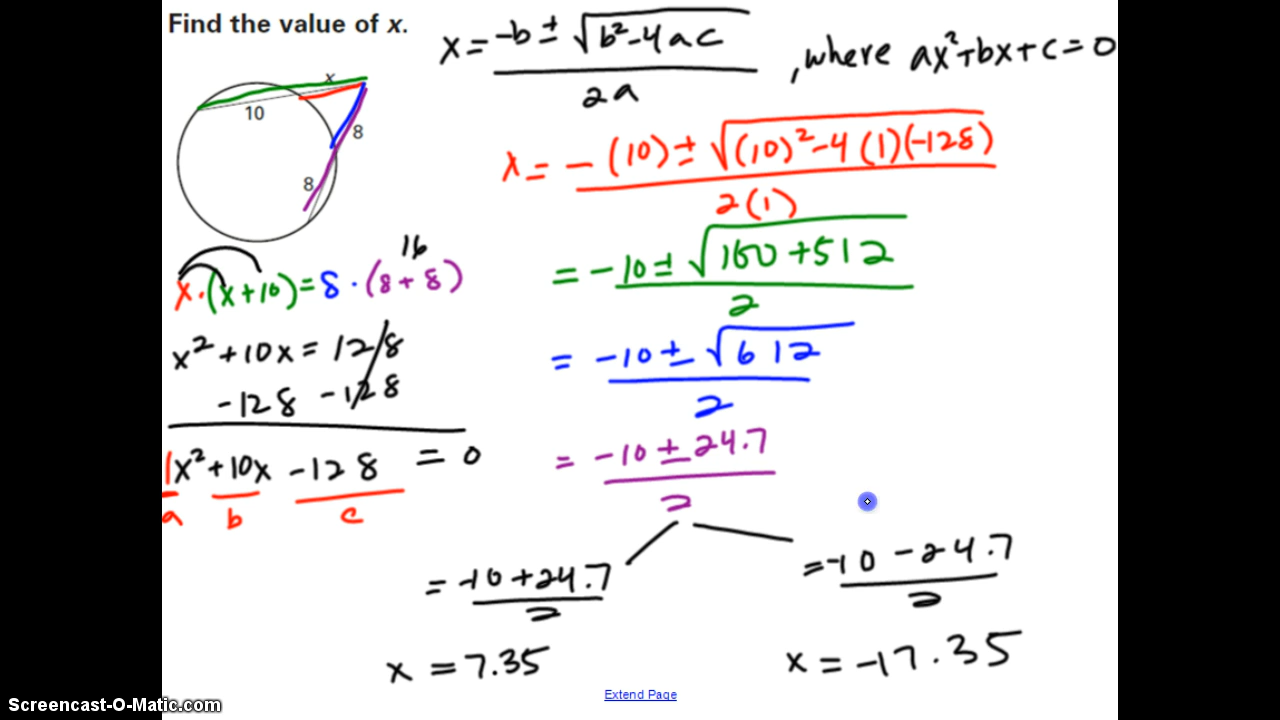 Find the value of x.
x = -b ± √b² - 4ac / 2a , where ax² + bx + c = 0
x
10
8
8
x = -(10) ± √(10)² - 4(1)(-128) / 2(1)
16
x · (x + 10) = 8 · (8 + 8)
= -10 ± √100 + 512 / 2
x² + 10x = 128
-128 -128
= -10 ± √612 / 2
1x² + 10x - 128 = 0
a b c
= -10 ± 24.7 / 2
= -10 + 24.7 / 2
= -10 - 24.7 / 2
x = 7.35
x = -17.35
Extend Page
Screencast-O-Matic.com